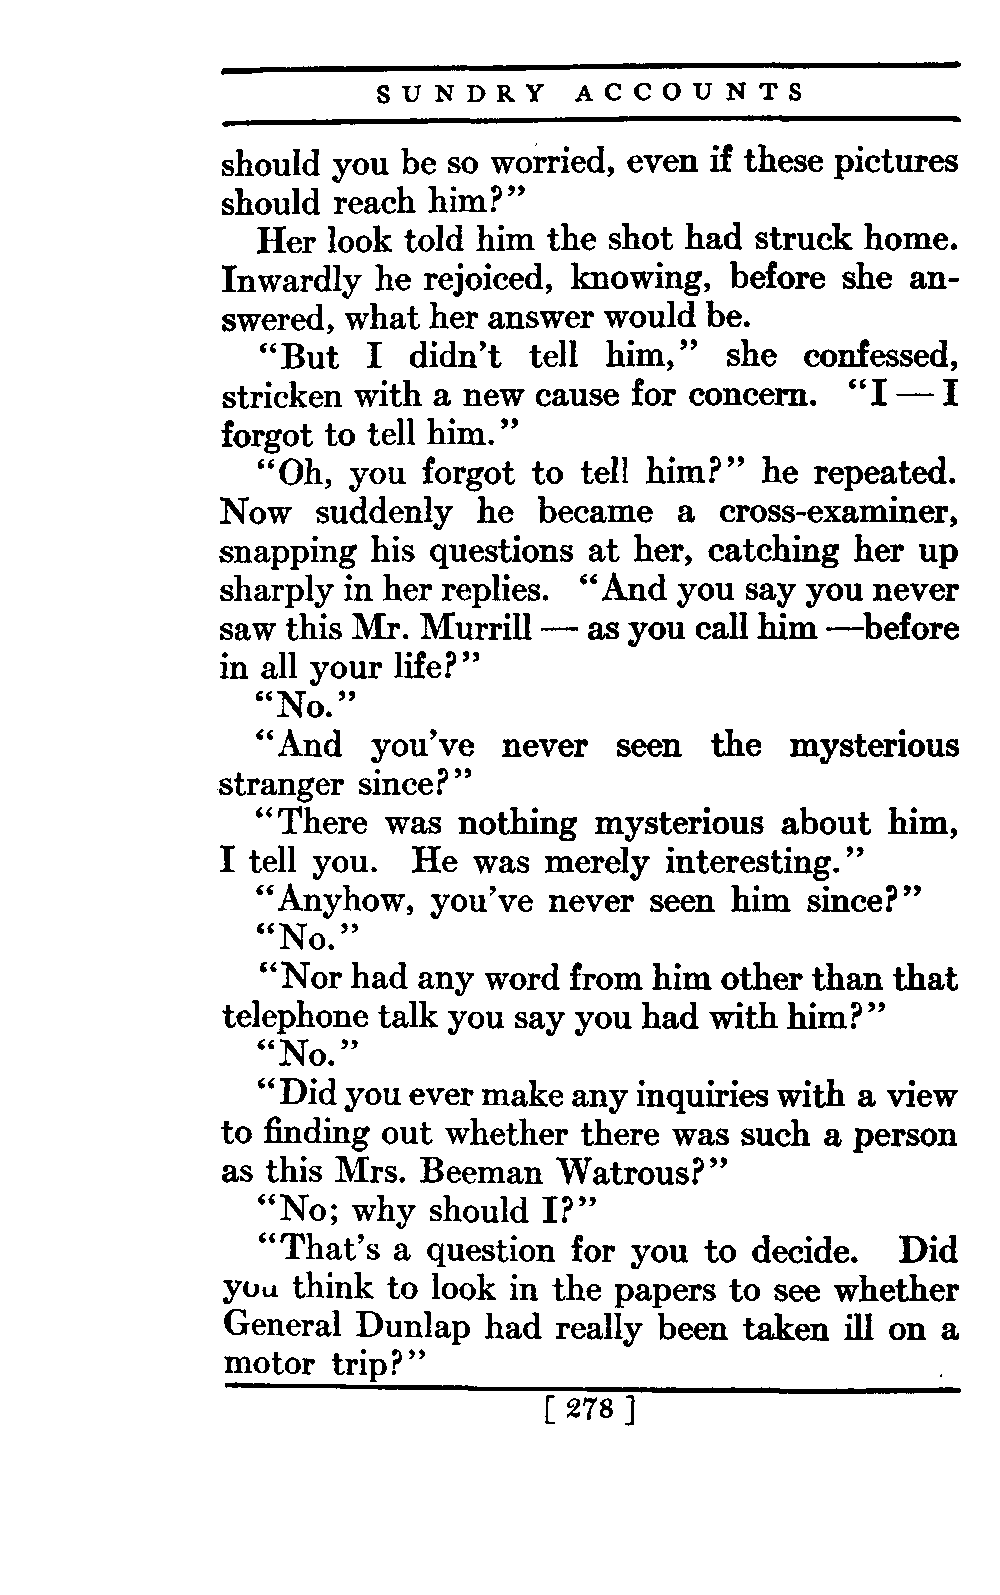 SUNDRY ACCOUNTS
should you be so worried, even if these pictures
should reach him?”
Her look told him the shot had struck home.
Inwardly he rejoiced, knowing, before she an-
swered, what her answer would be.
“But I didn’t tell him,” she confessed,
stricken with a new cause for concern. “I — I
forgot to tell him.”
“Oh, you forgot to tell him?” he repeated.
Now suddenly he became a cross-examiner,
snapping his questions at her, catching her up
sharply in her replies. “And you say you never
saw this Mr. Murrill — as you call him —before
in all your life?”
“No.”
“And you’ve never seen the mysterious
stranger since?”
“There was nothing mysterious about him,
I tell you. He was merely interesting.”
“Anyhow, you’ve never seen him since?”
“No.”
“Nor had any word from him other than that
telephone talk you say you had with him?”
“No.”
“Did you ever make any inquiries with a view
to finding out whether there was such a person
as this Mrs. Beeman Watrous?”
“No; why should I?”
“That’s a question for you to decide. Did
you think to look in the papers to see whether
General Dunlap had really been taken ill on a
motor trip?”
[ 278 ]